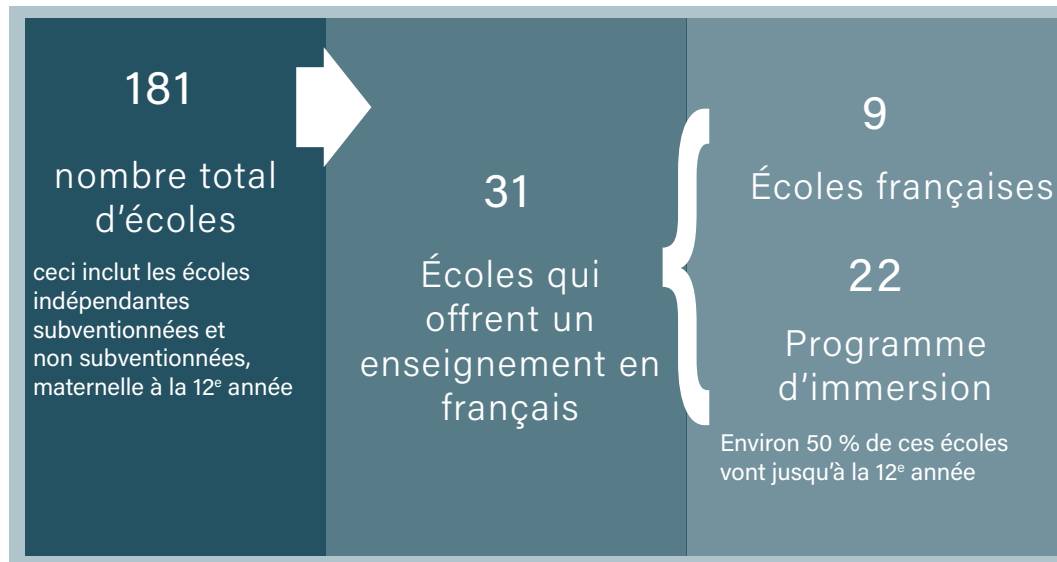 181
nombre total
d'écoles
ceci inclut les écoles
indépendantes
subventionnées et
non subventionnées,
maternelle à la 12e année
31
Écoles qui
offrent un
enseignement en
français
9
Écoles françaises
22
Programme
d'immersion
Environ 50 % de ces écoles
vont jusqu'à la 12e année